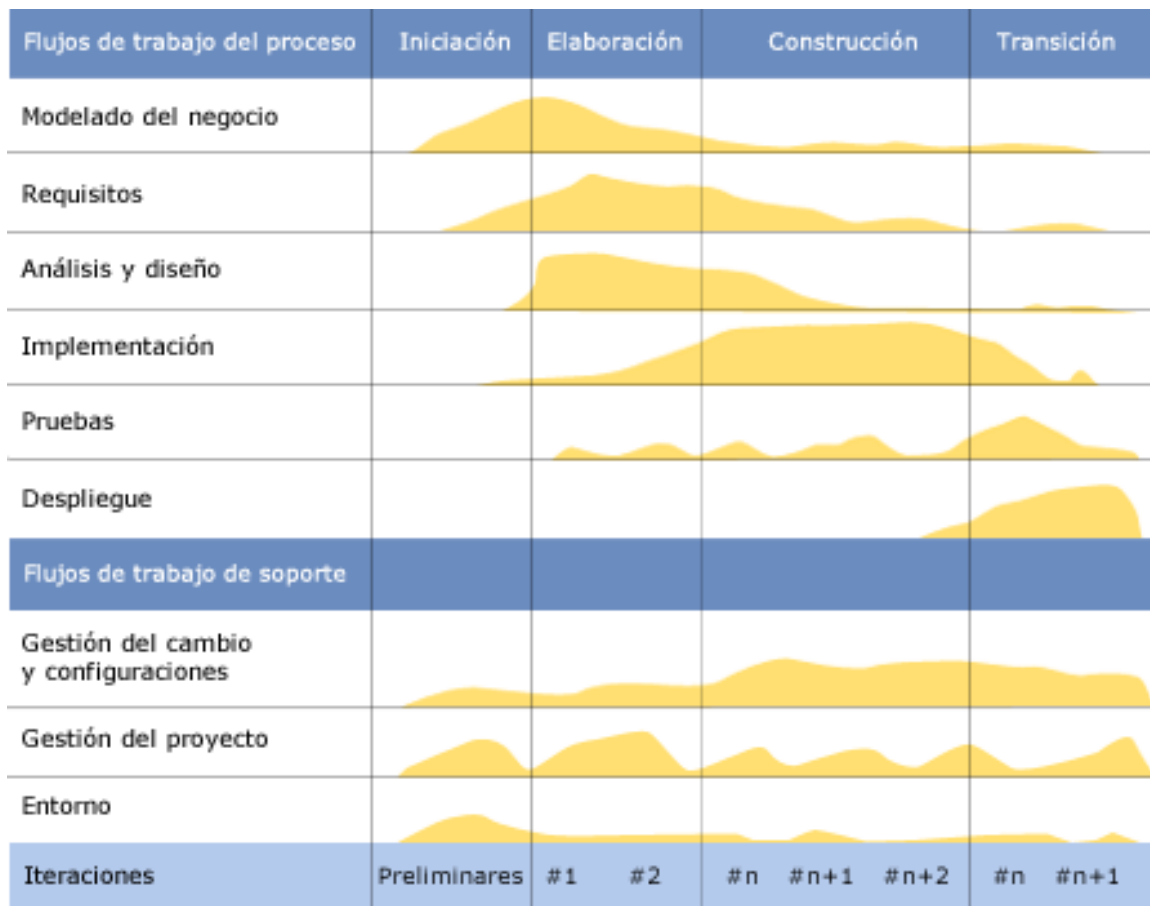 Flujos de trabajo del proceso Iniciación Elaboración Construcción Transición
Modelado del negocio
Requisitos
Análisis y diseño
Implementación
Pruebas
Despliegue
Flujos de trabajo de soporte
Gestión del cambio
y configuraciones
Gestión del proyecto
Entorno
Iteraciones Preliminares #1 #2 #n #n+1 #n+2 #n #n+1